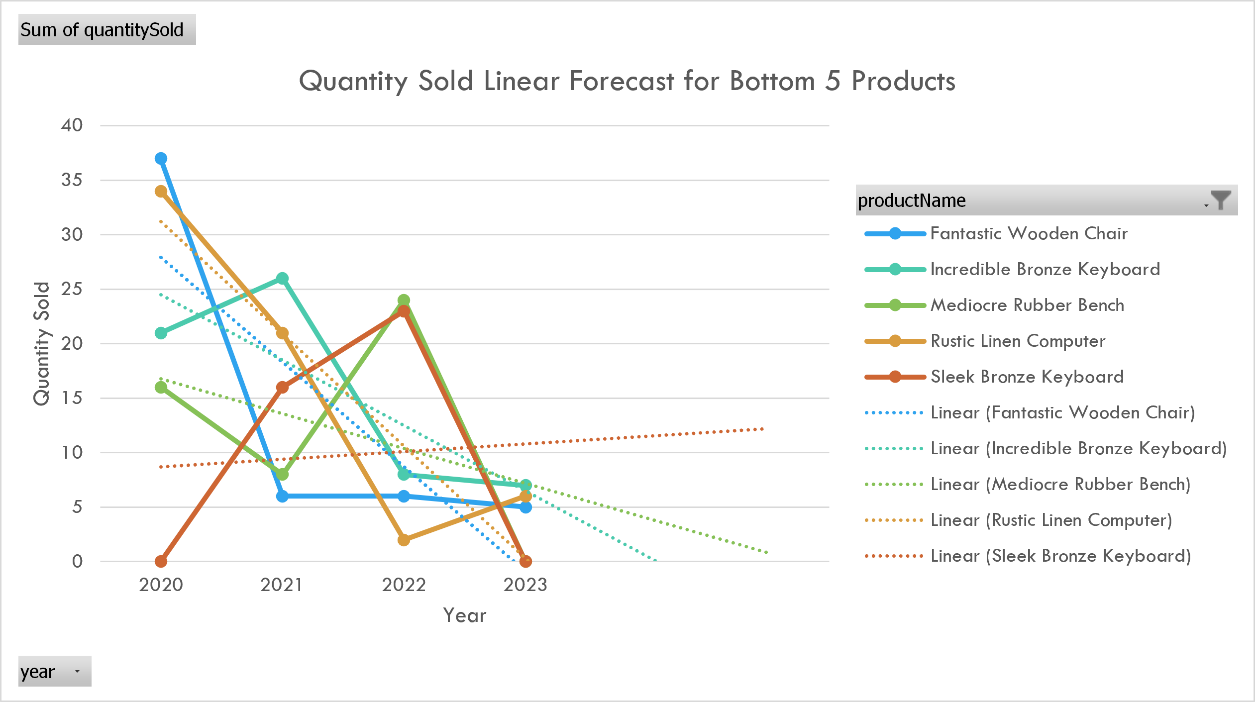 Sum of quantitySold
Quantity Sold Linear Forecast for Bottom 5 Products
40
35
30
25
20
15
10
5
0
Quantity Sold
2020 2021 2022 2023
Year
productName
Fantastic Wooden Chair
Incredible Bronze Keyboard
Mediocre Rubber Bench
Rustic Linen Computer
Sleek Bronze Keyboard
Linear (Fantastic Wooden Chair)
Linear (Incredible Bronze Keyboard)
Linear (Mediocre Rubber Bench)
Linear (Rustic Linen Computer)
Linear (Sleek Bronze Keyboard)
year